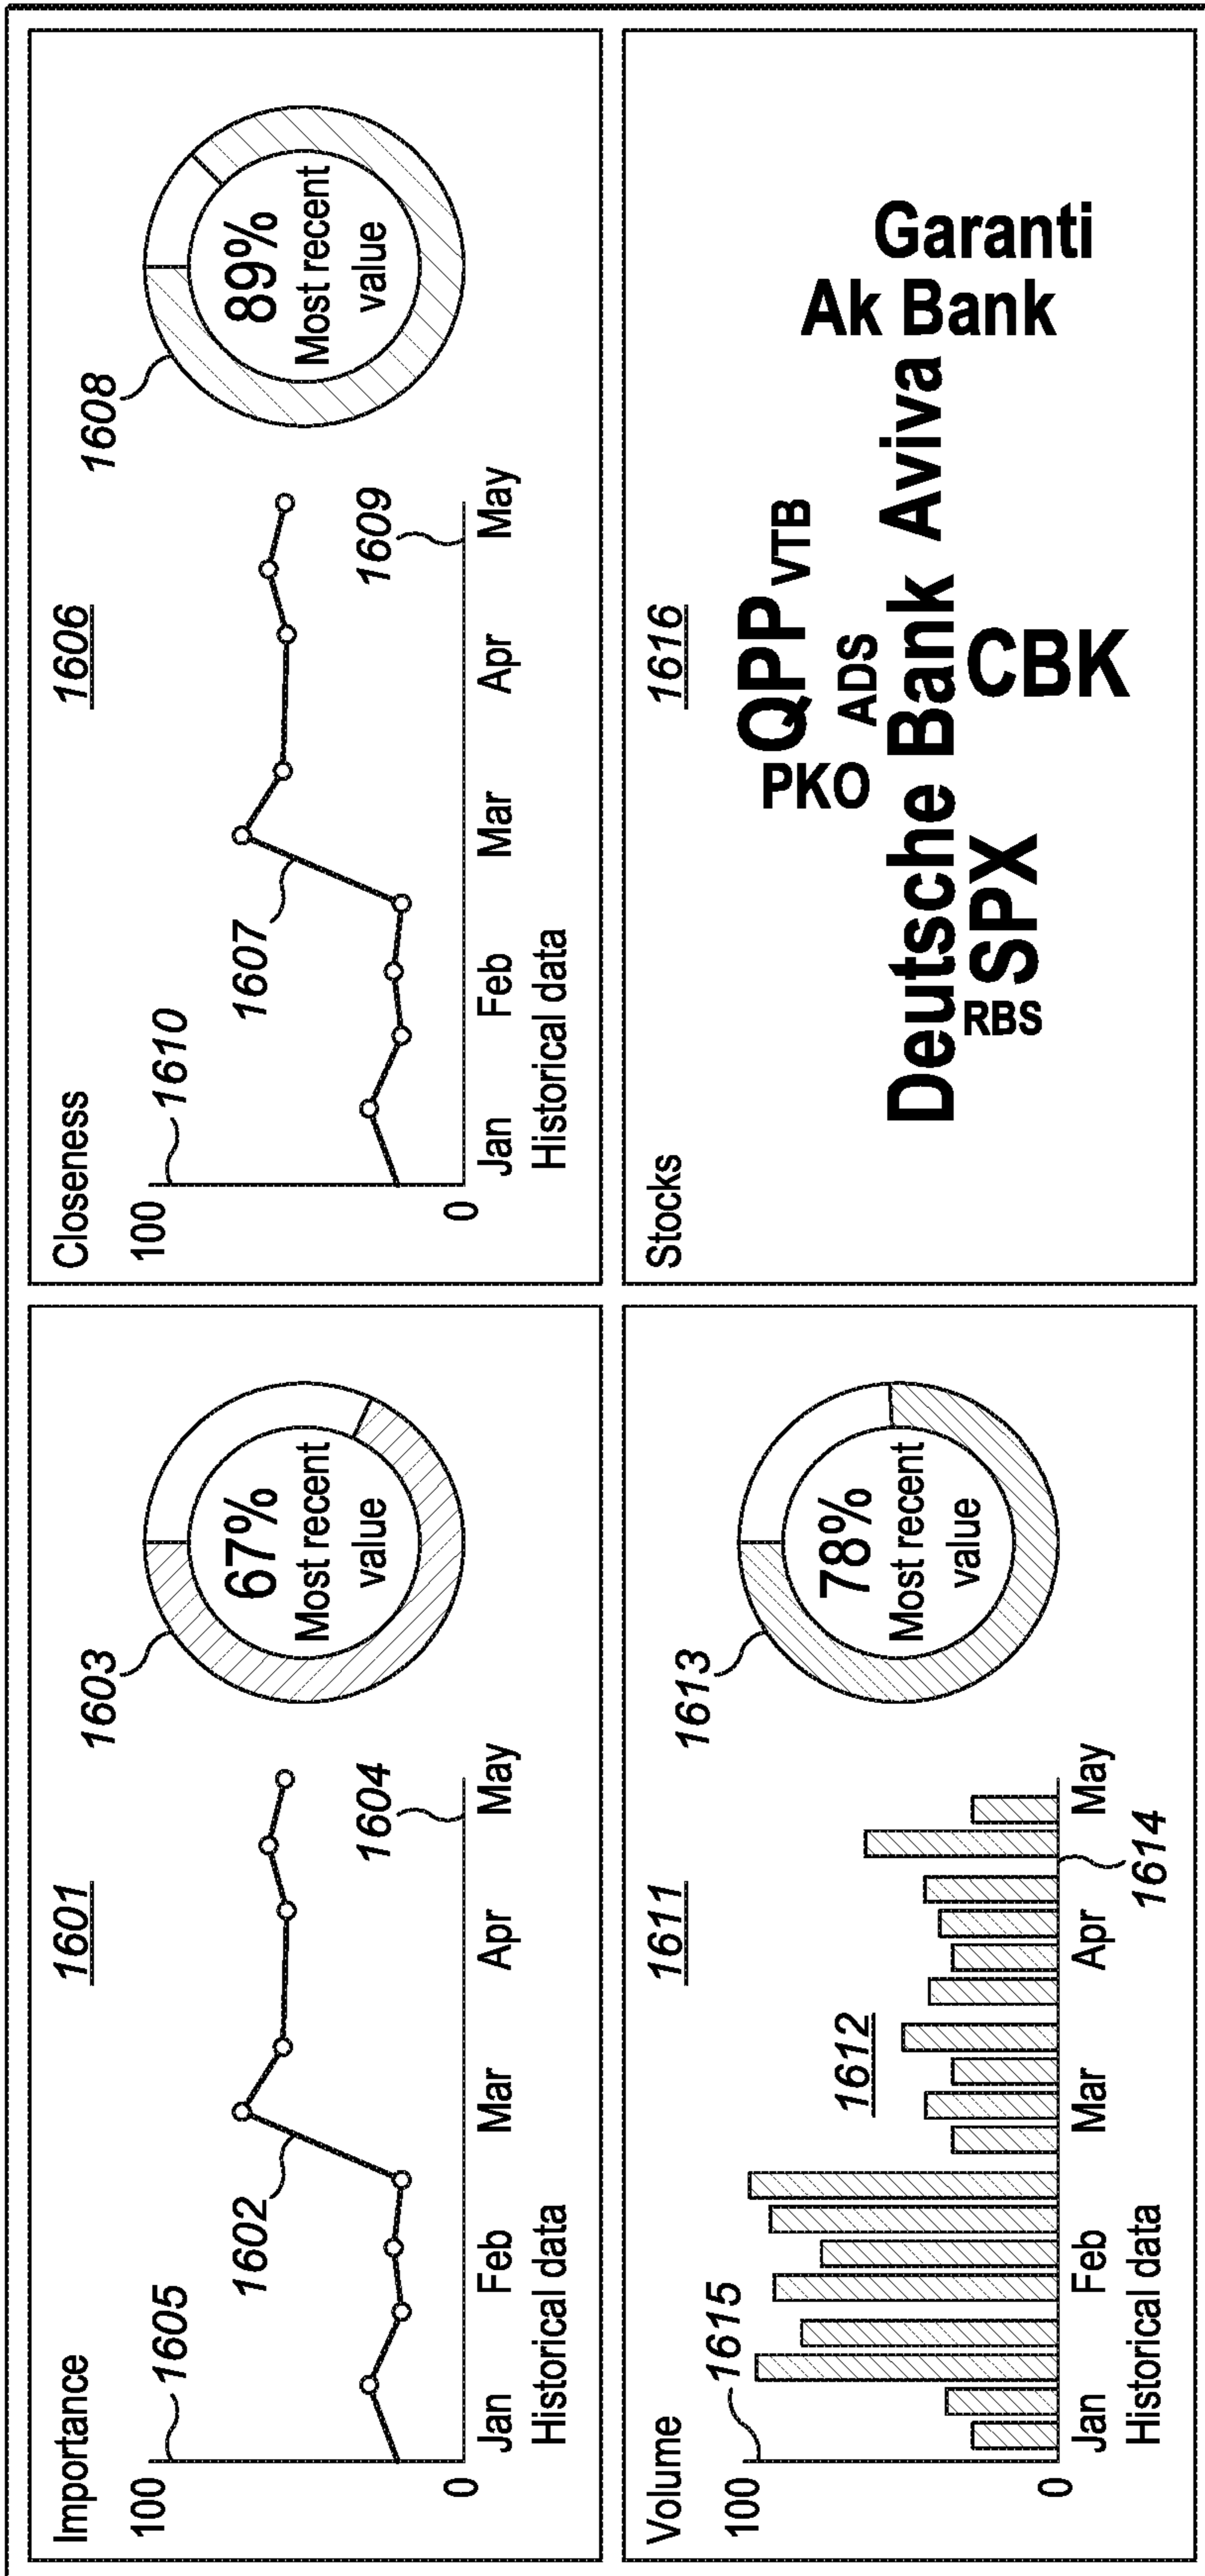 Importance
1601
1605
100
1602
1603
67%
Most recent
value
1604
0
Jan Feb Mar Apr May
Historical data
Closeness
1606
1610
100
1607
1608
89%
Most recent
value
1609
0
Jan Feb Mar Apr May
Historical data
Volume
1611
1615
100
1612
1613
78%
Most recent
value
0
Jan Feb Mar Apr May
Historical data
1614
Stocks
1616
QPP
PKO
VTB
ADS
Deutsche Bank
Aviva
Ak Bank
Garanti
RBS
SPX
CBK